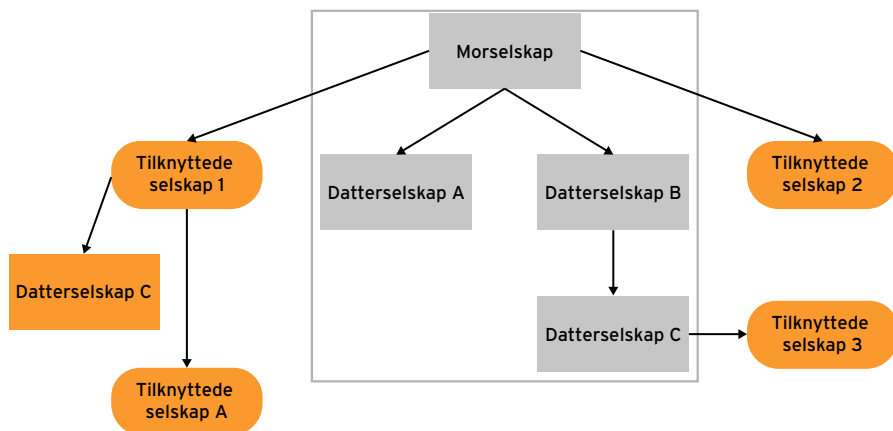 Morselskap
Tilknyttede
selskap 1
Datterselskap A
Datterselskap B
Tilknyttede
selskap 2
Datterselskap C
Datterselskap C
Tilknyttede
selskap 3
Tilknyttede
selskap A